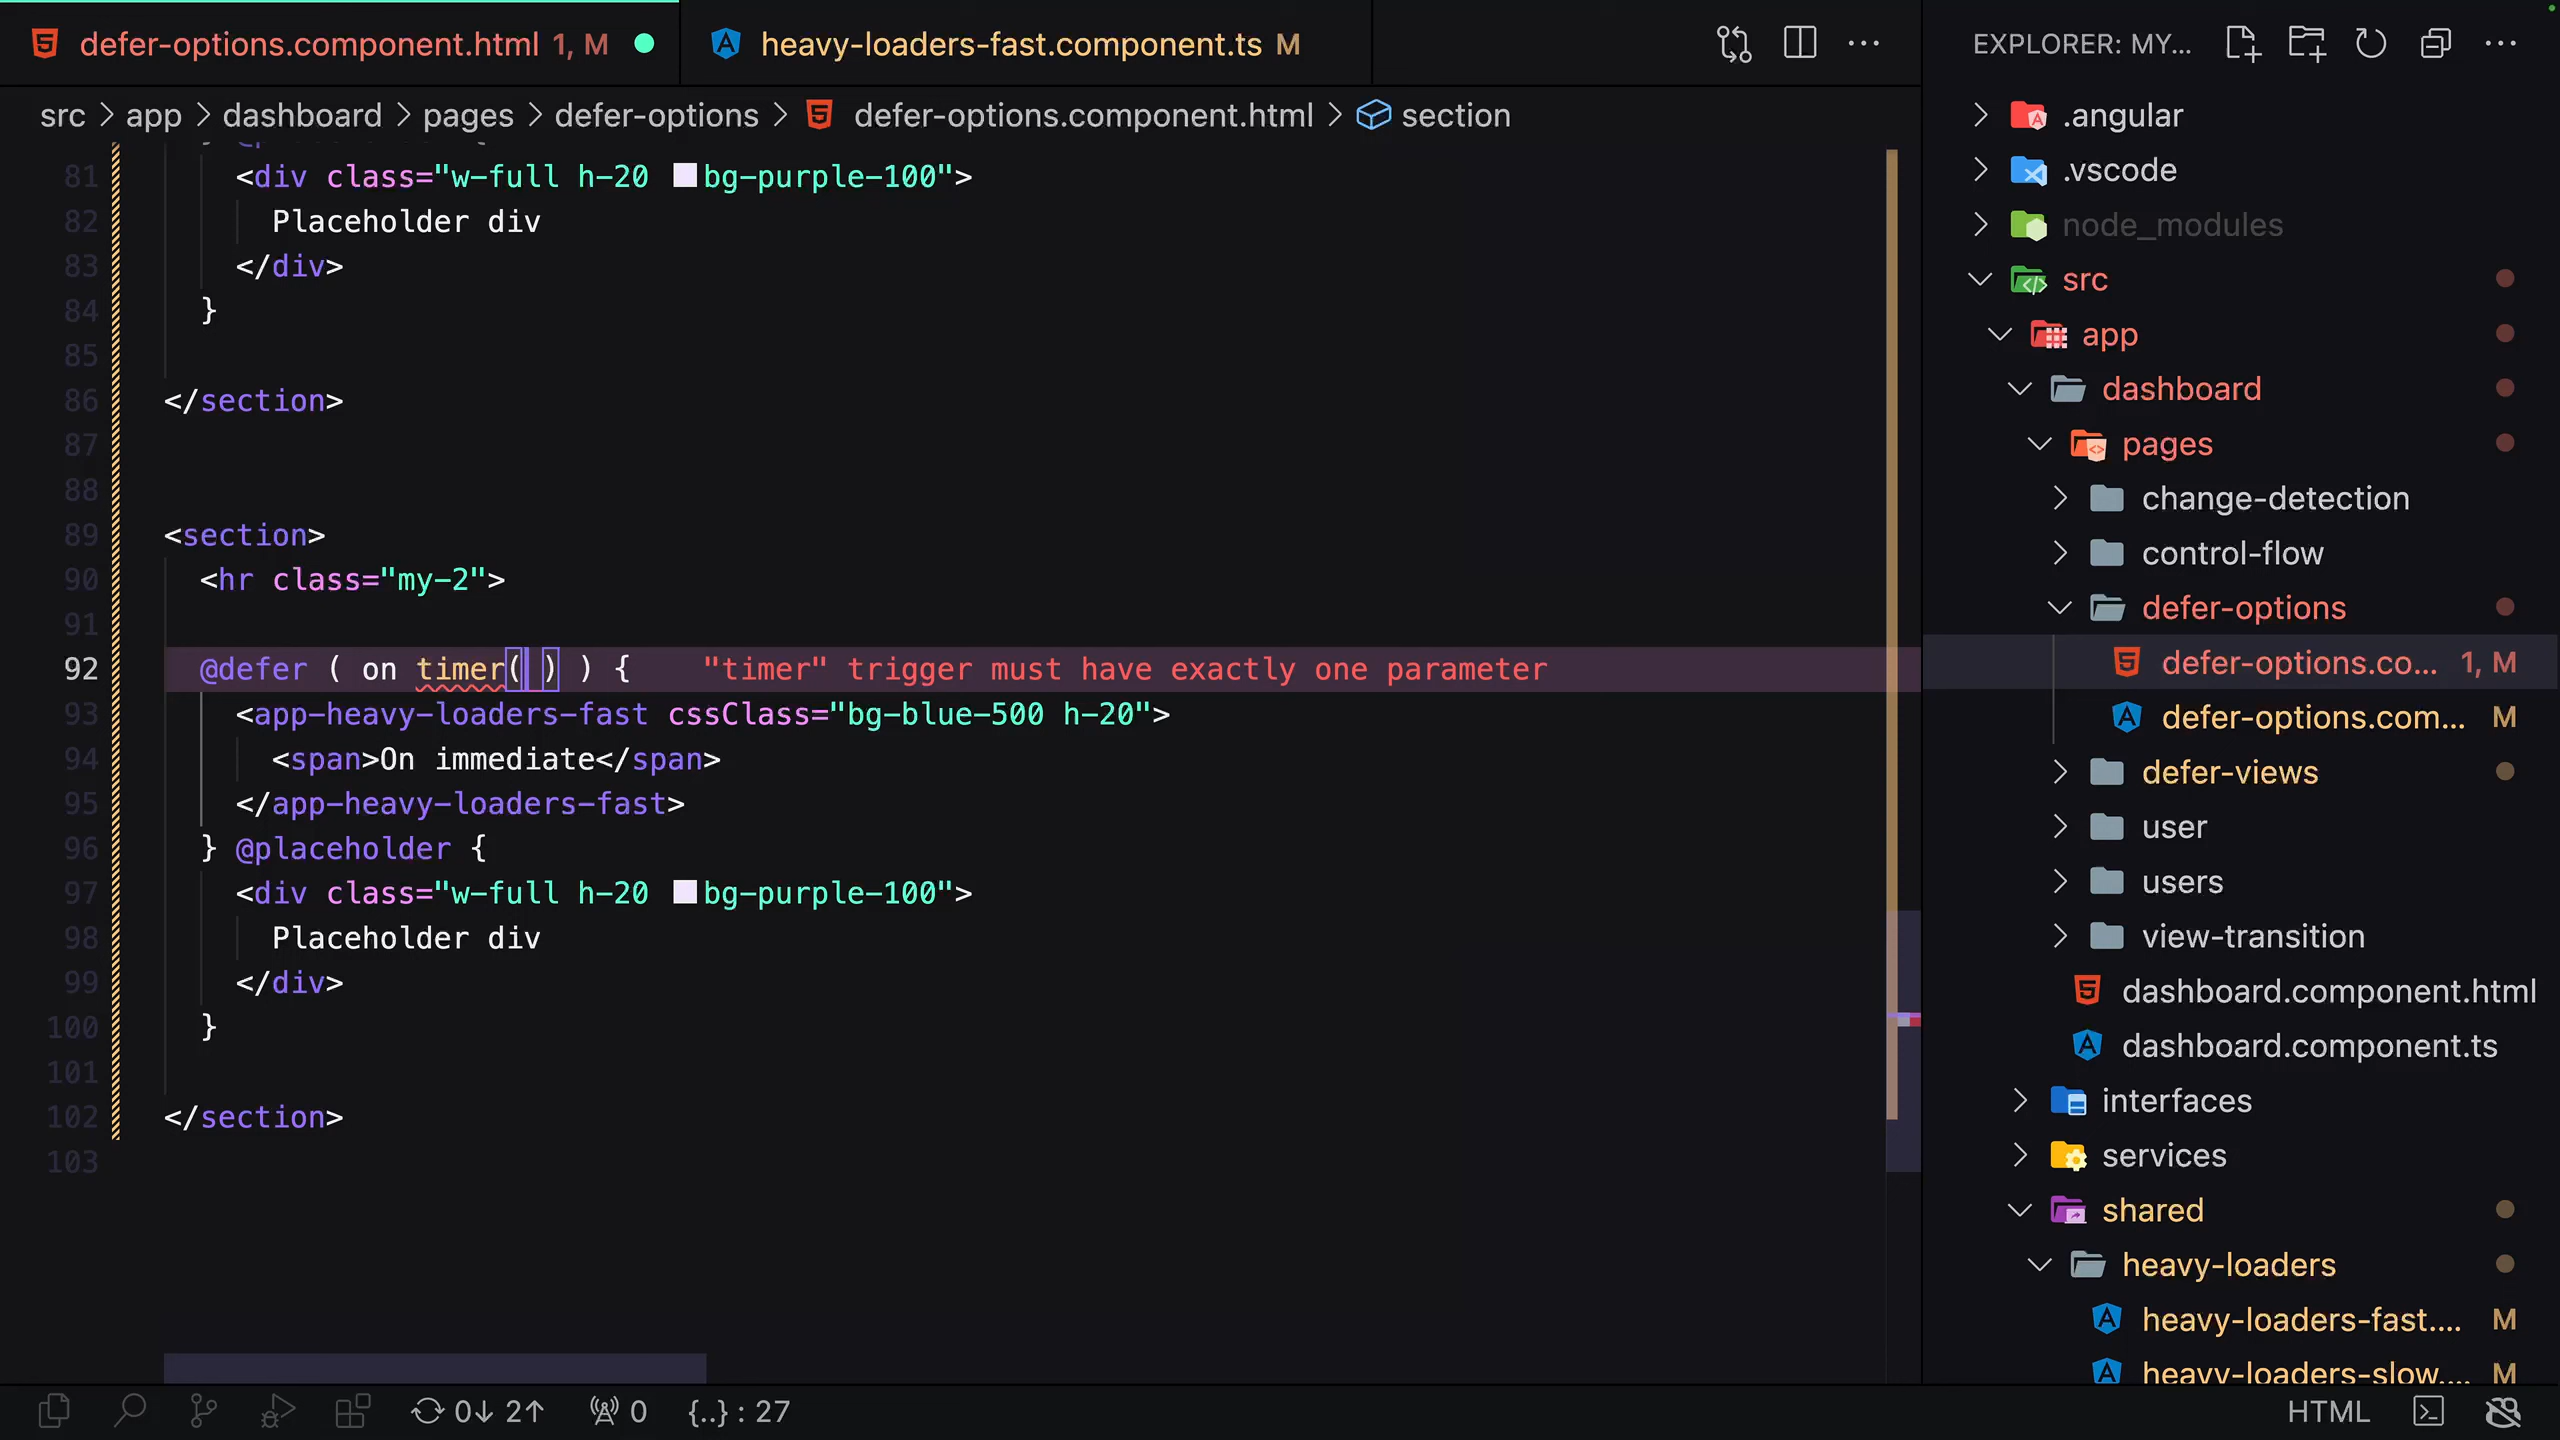 defer-options.component.html 1, M
heavy-loaders-fast.component.ts M
EXPLORER: MY...
src > app > dashboard > pages > defer-options > defer-options.component.html > section
81 <div class="w-full h-20 bg-purple-100">
82 Placeholder div
83 </div>
84 }
85
86 </section>
87
88
89 <section>
90 <hr class="my-2">
91
92 @defer ( on timer( ) ) { "timer" trigger must have exactly one parameter
93 <app-heavy-loaders-fast cssClass="bg-blue-500 h-20">
94 <span>On immediate</span>
95 </app-heavy-loaders-fast>
96 } @placeholder {
97 <div class="w-full h-20 bg-purple-100">
98 Placeholder div
99 </div>
100 }
101
102 </section>
103
.angular
.vscode
node_modules
src
app
dashboard
pages
change-detection
control-flow
defer-options
defer-options.co... 1, M
defer-options.com... M
defer-views
user
users
view-transition
dashboard.component.html
dashboard.component.ts
interfaces
services
shared
heavy-loaders
heavy-loaders-fast.... M
heavy-loaders-slow.... M
0↓ 2↑ 0 {..} : 27 HTML